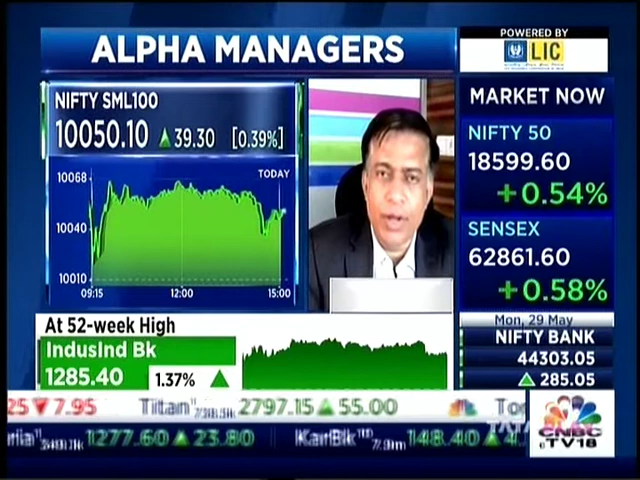 ALPHA MANAGERS
POWERED BY
LIC
NIFTY SML100
10050.10 ▲ 39.30 [0.39%]
TODAY
10068
10040
10010
09:15 12:00 15:00
MARKET NOW
NIFTY 50
18599.60
+0.54%
SENSEX
62861.60
+0.58%
Mon, 29 May
NIFTY BANK
44303.05
▲ 285.05
At 52-week High
IndusInd Bk
1285.40 1.37% ▲
25 ▼ 7.95 Titan 2797.15 ▲ 55.00
1277.60 ▲ 23.80 KarBk 7.9m 148.40 ▲ 4
CNBC
TV18